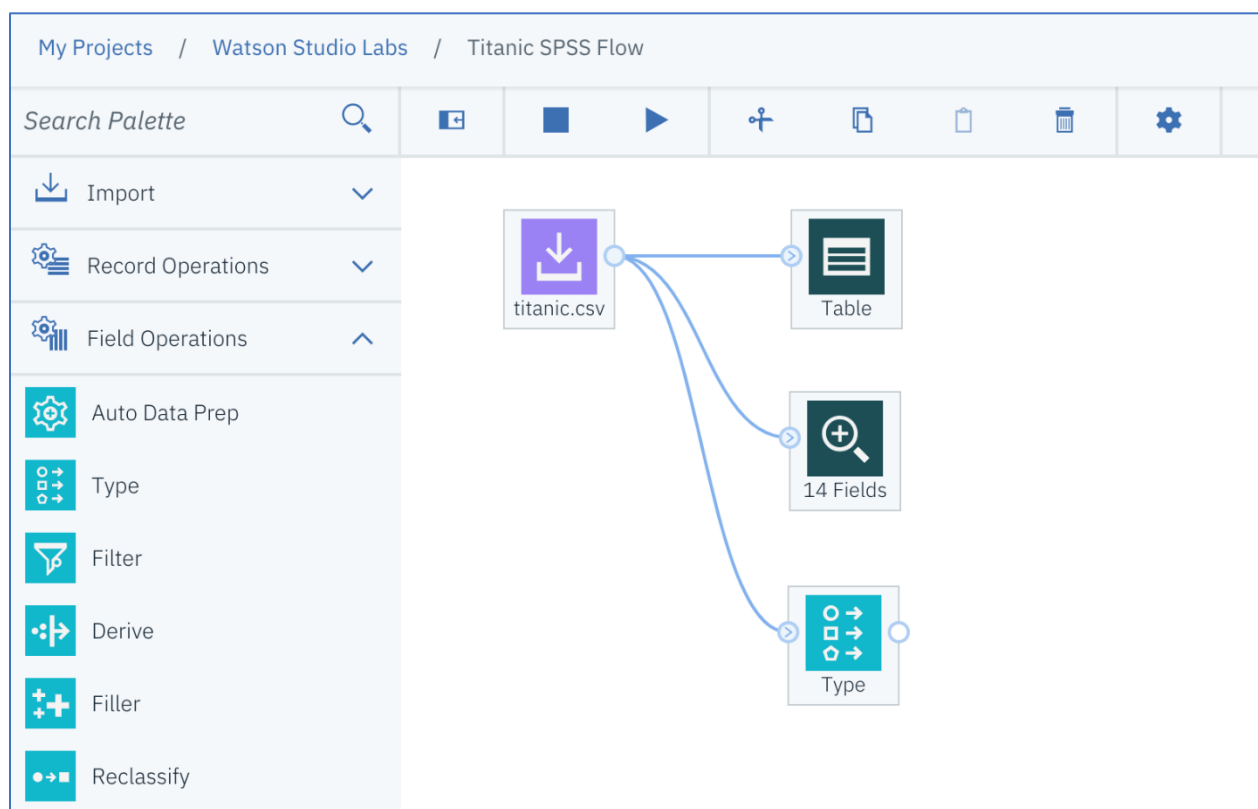 My Projects / Watson Studio Labs / Titanic SPSS Flow
Search Palette
Import
Record Operations
Field Operations
Auto Data Prep
Type
Filter
Derive
Filler
Reclassify
titanic.csv
Table
14 Fields
Type